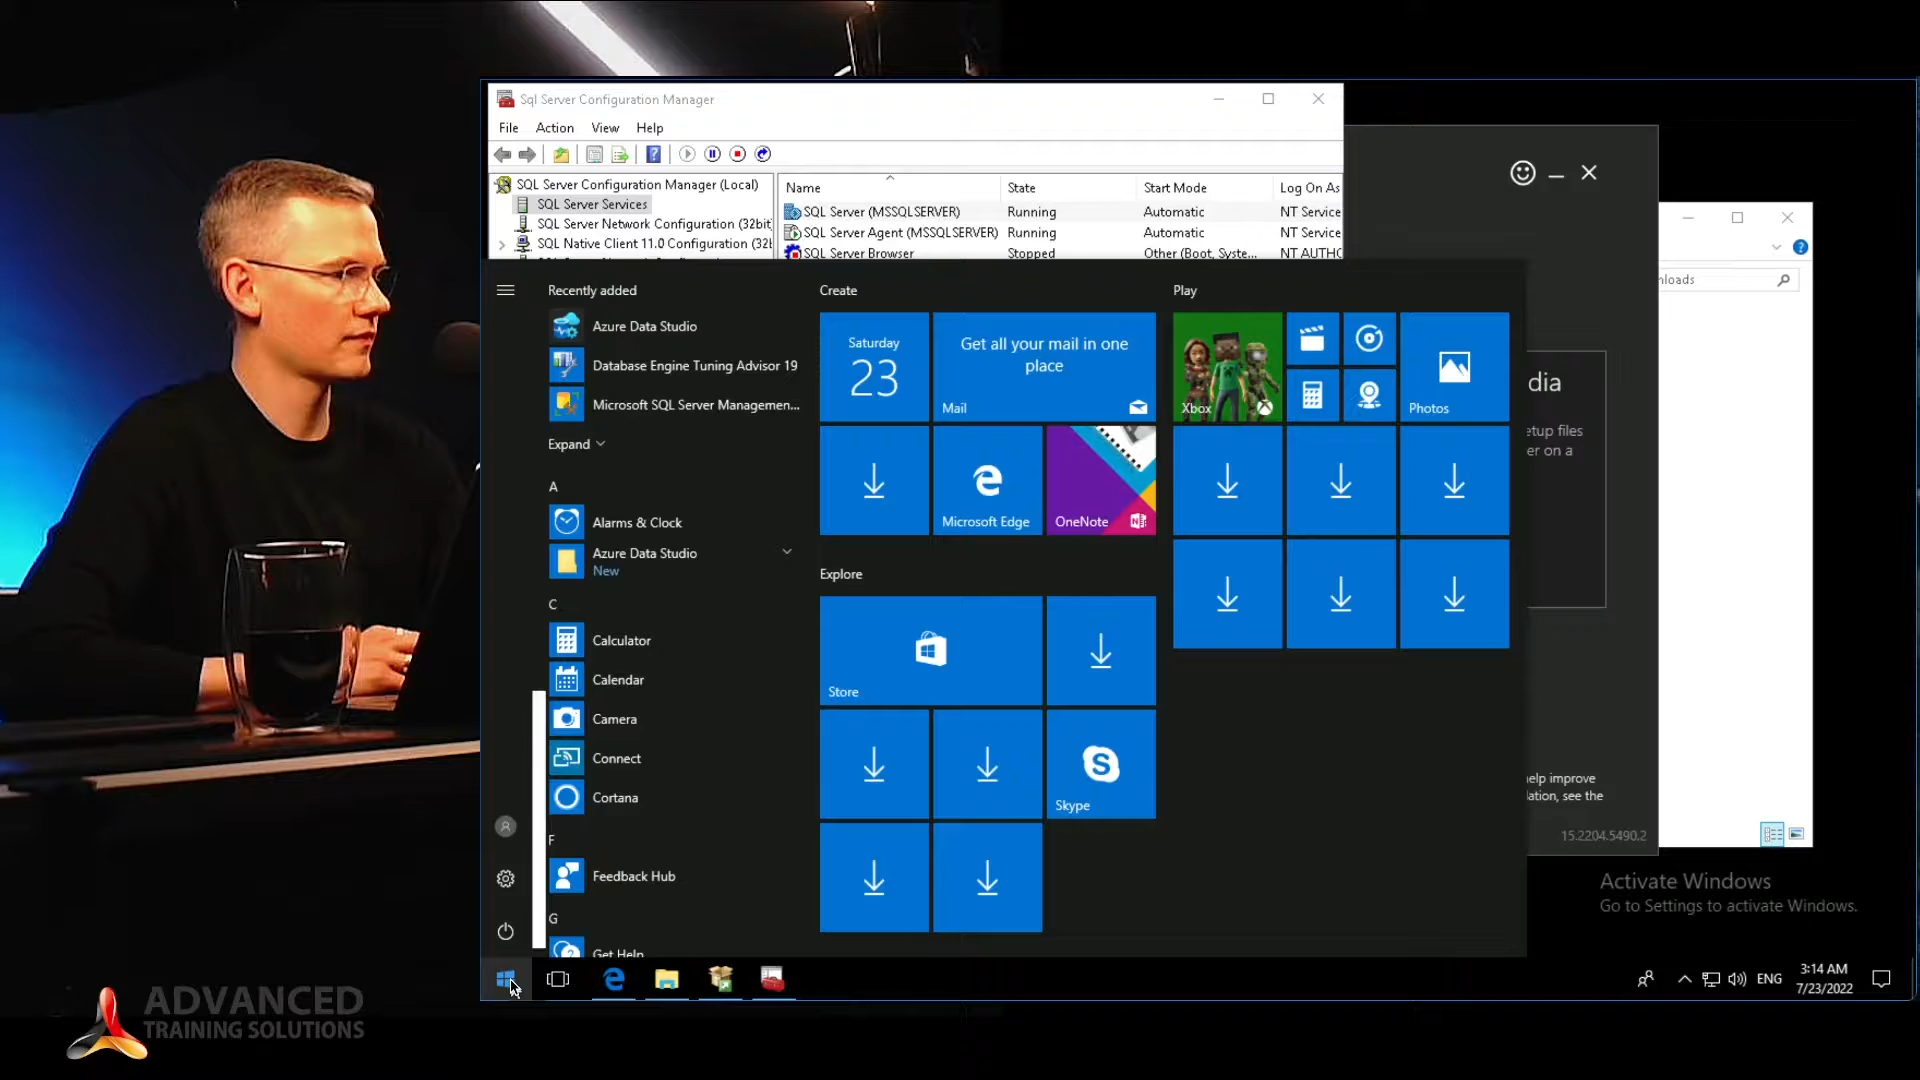 Sql Server Configuration Manager
File Action View Help
SQL Server Configuration Manager (Local)
SQL Server Services
SQL Server Network Configuration (32bit
SQL Native Client 11.0 Configuration (32b
Name State Start Mode Log On As
SQL Server (MSSQLSERVER) Running Automatic NT Service
SQL Server Agent (MSSQLSERVER) Running Automatic NT Service
SQL Server Browser Stopped Other (Boot, Syste... NT AUTHO
Recently added
Azure Data Studio
Database Engine Tuning Advisor 19
Microsoft SQL Server Managemen...
Expand
A
Alarms & Clock
Azure Data Studio
New
C
Calculator
Calendar
Camera
Connect
Cortana
F
Feedback Hub
G
Get Help
Create
Saturday
23
Get all your mail in one
place
Mail
Microsoft Edge
OneNote
Explore
Store
Skype
Play
Xbox
Photos
nloads
dia
etup files
er on a
help improve
lation, see the
15.2204.5490.2
Activate Windows
Go to Settings to activate Windows.
ENG
3:14 AM
7/23/2022
ADVANCED
TRAINING SOLUTIONS